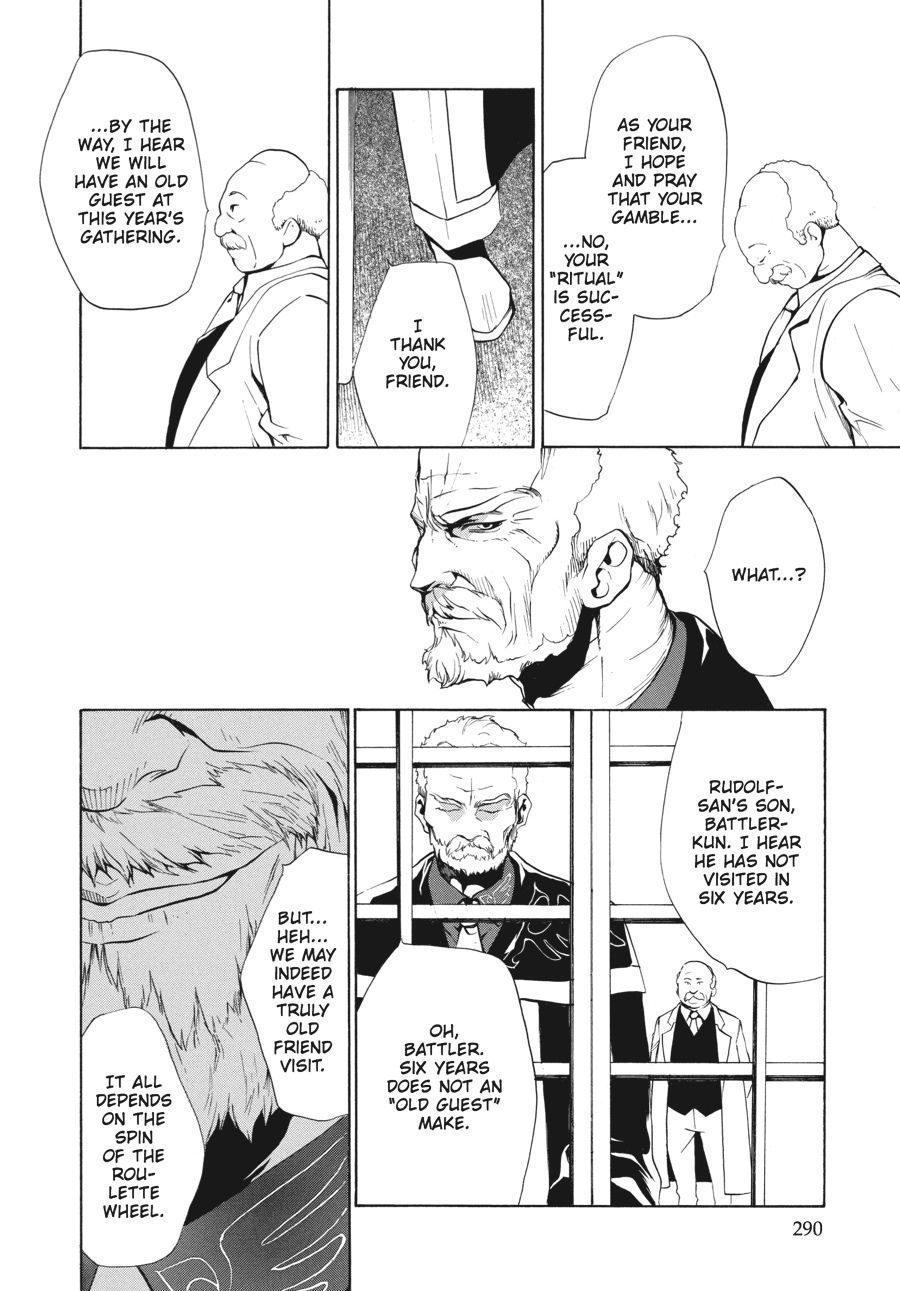 AS YOUR
FRIEND,
I HOPE
AND PRAY
THAT YOUR
GAMBLE...
...NO,
YOUR
"RITUAL"
IS SUC-
CESS-
FUL.
I
THANK
YOU,
FRIEND.
...BY THE
WAY, I HEAR
WE WILL
HAVE AN OLD
GUEST AT
THIS YEAR'S
GATHERING.
WHAT...?
RUDOLF-
SAN'S SON,
BATTLER-
KUN. I HEAR
HE HAS NOT
VISITED IN
SIX YEARS.
OH,
BATTLER.
SIX YEARS
DOES NOT AN
"OLD GUEST"
MAKE.
BUT...
HEH...
WE MAY
INDEED
HAVE A
TRULY
OLD
FRIEND
VISIT.
IT ALL
DEPENDS
ON THE
SPIN
OF THE
ROU-
LETTE
WHEEL.
290